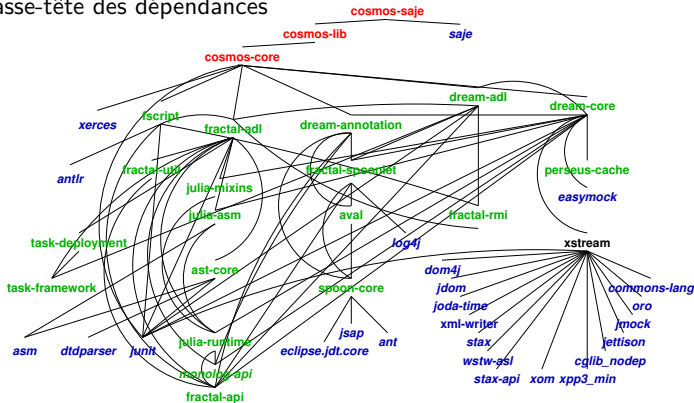 asse-tête des dépendances
cosmos-saje
cosmos-lib
saje
cosmos-core
dream-adl
dream-core
xerces
fscript
fractal-adl
dream-annotation
antlr
fractal-util
fractal-spoonlet
perseus-cache
julia-mixins
easymock
julia-asm
aval
fractal-rmi
task-deployment
log4j
xstream
ast-core
dom4j
task-framework
spoon-core
jdom
commons-lang
joda-time
oro
xml-writer
jmock
asm
dtdparser
junit
julia-runtime
eclipse.jdt.core
jsap
ant
stax
jettison
wstw-asl
cglib_nodep
monolog-api
stax-api
xom
xpp3_min
fractal-api